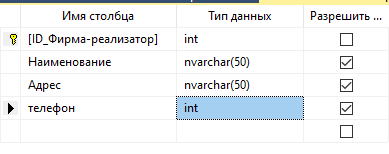 Имя столбца Тип данных Разрешить ...
[ID_Фирма-реализатор] int
Наименование nvarchar(50)
Адрес nvarchar(50)
телефон int